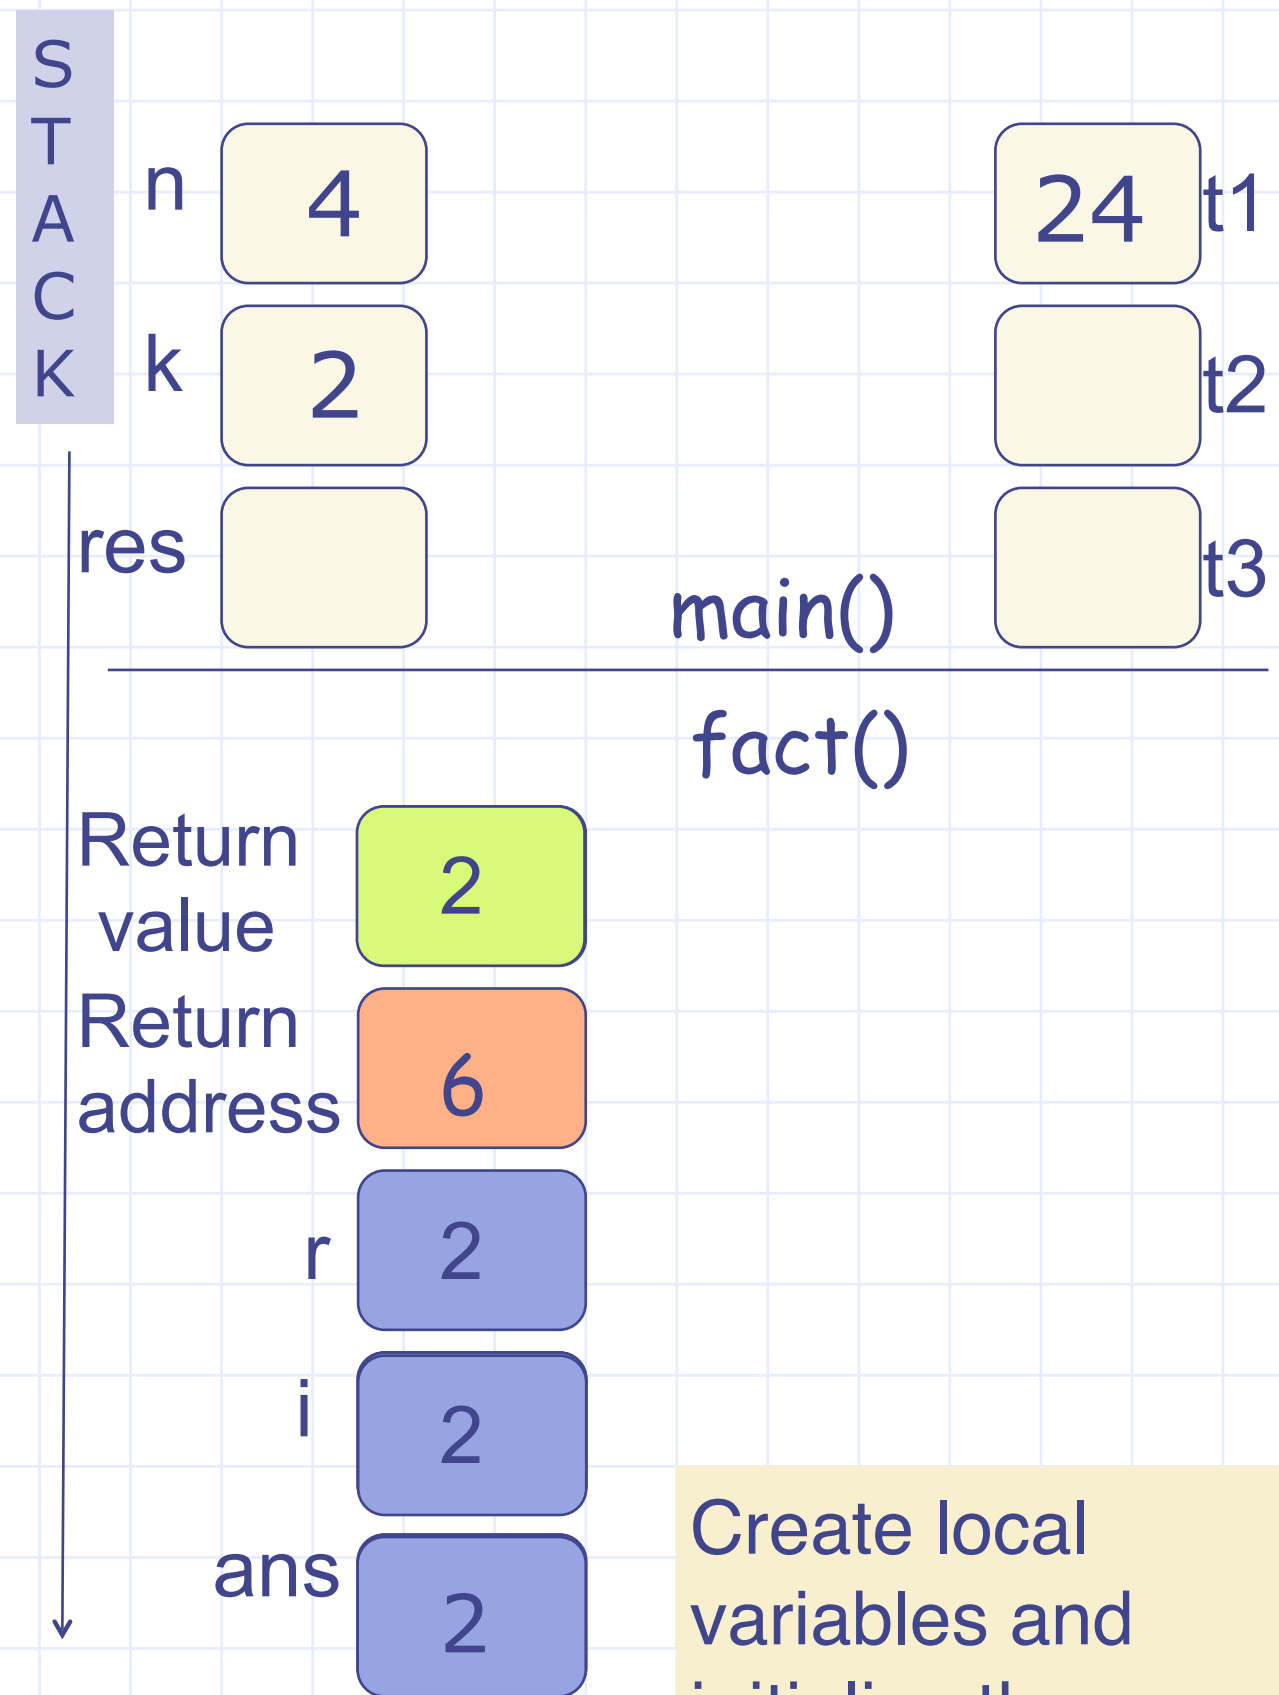 S
T
A
C
K
n 4 24 t1
k 2 t2
res t3
main()
fact()
Return
value
2
Return
address
6
r 2
i 2
ans 2
Create local
variables and